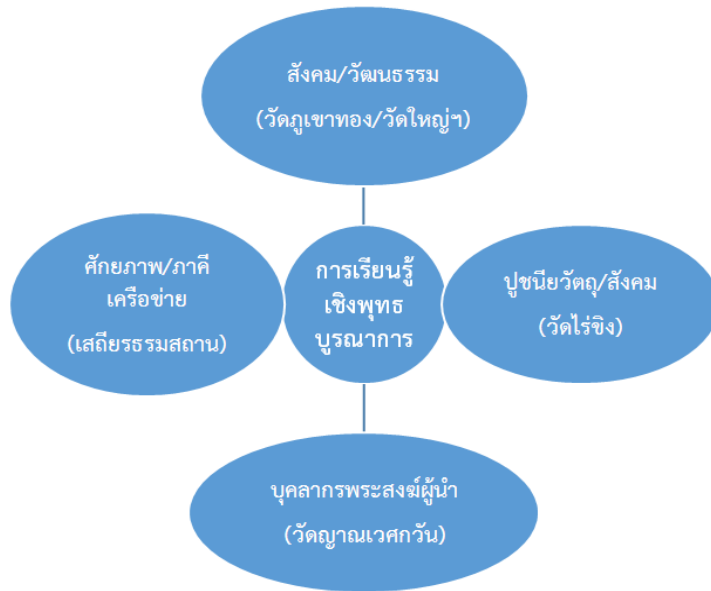 สังคม/วัฒนธรรม
(วัดภูเขาทอง/วัดใหญ่ฯ)
ศักยภาพ/ภาคี
เครือข่าย
(เสถียรธรมสถาน)
การเรียนรู้
เชิงพุทธ
บูรณาการ
ปูชนียวัตถุ/สังคม
(วัดไร่ขิง)
บุคลากรพระสงฆ์ผู้นำ
(วัดญาณเวศกวัน)